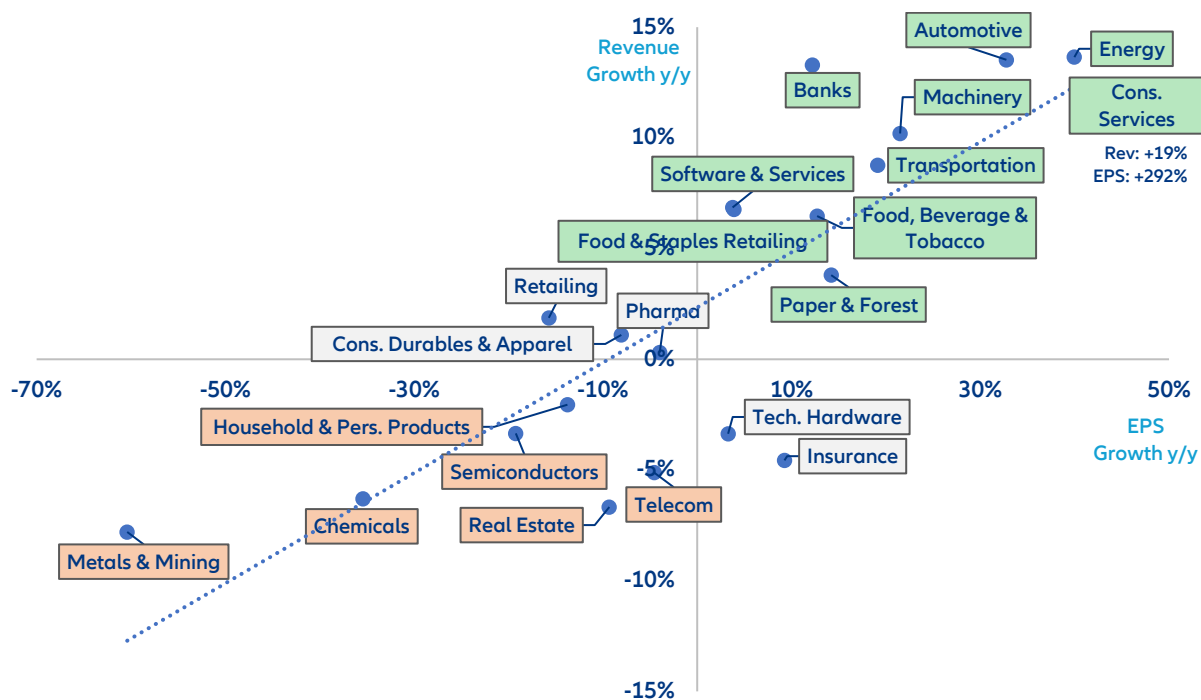 15%
Revenue
Growth y/y
Automotive
Energy
Banks
Machinery
Cons.
Services
10%
Rev: +19%
EPS: +292%
Software & Services
Transportation
Food & Staples Retailing
5%
Food, Beverage &
Tobacco
Retailing
Pharma
Paper & Forest
Cons. Durables & Apparel
0%
-70%
-50%
-30%
-10%
10%
30%
50%
Household & Pers. Products
Tech. Hardware
EPS
Growth y/y
Semiconductors
-5%
Insurance
Chemicals
Real Estate
Telecom
Metals & Mining
-10%
-15%